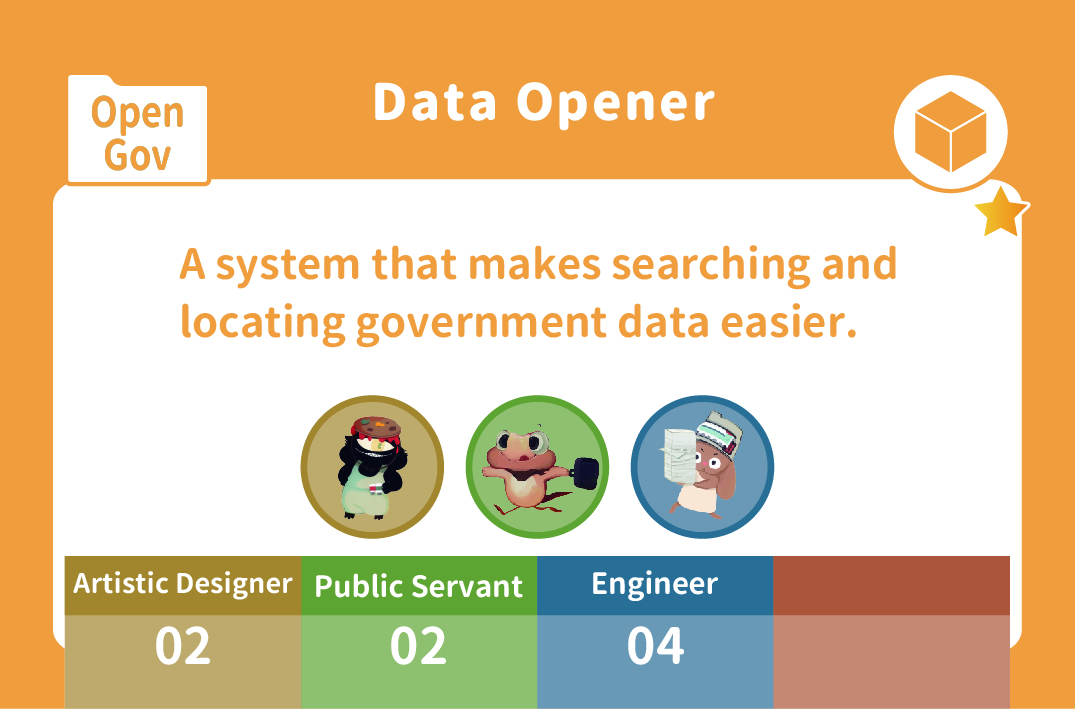 Open
Gov
Data Opener
A system that makes searching and
locating government data easier.
Artistic Designer
Public Servant
Engineer
02
02
04